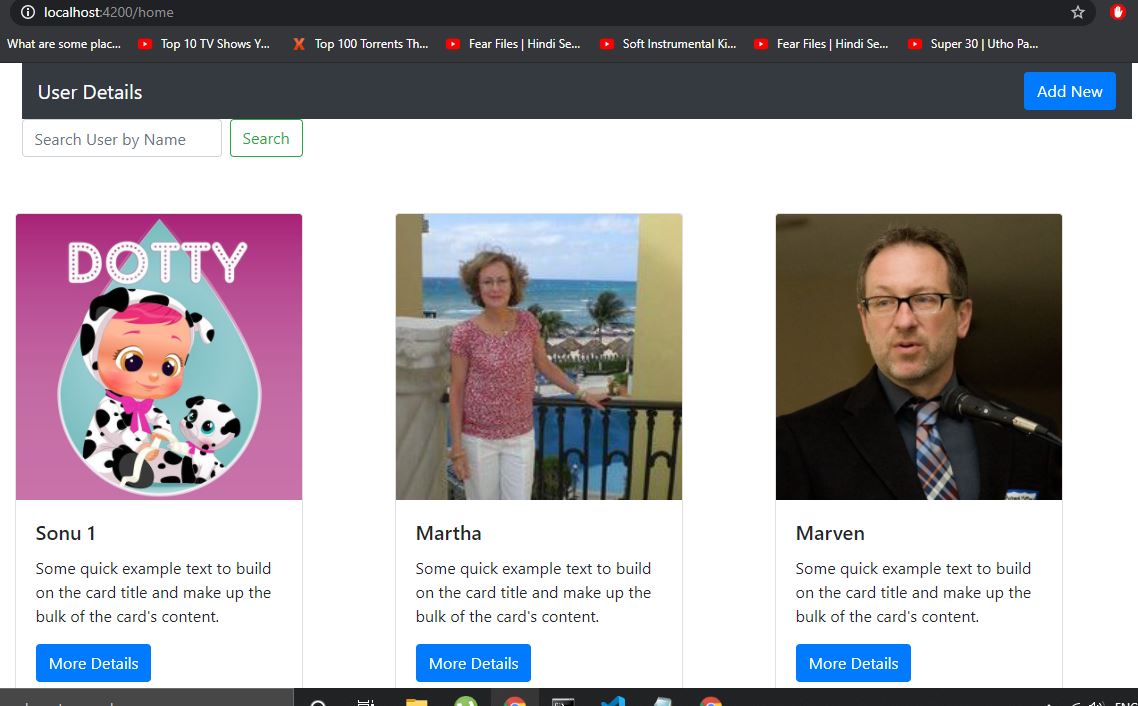 localhost:4200/home
What are some plac...
Top 10 TV Shows Y...
Top 100 Torrents Th...
Fear Files | Hindi Se...
Soft Instrumental Ki...
Fear Files | Hindi Se...
Super 30 | Utho Pa...
User Details
Add New
Search User by Name
Search
DOTTY
Sonu 1
Some quick example text to build
on the card title and make up the
bulk of the card's content.
More Details
Martha
Some quick example text to build
on the card title and make up the
bulk of the card's content.
More Details
Marven
Some quick example text to build
on the card title and make up the
bulk of the card's content.
More Details